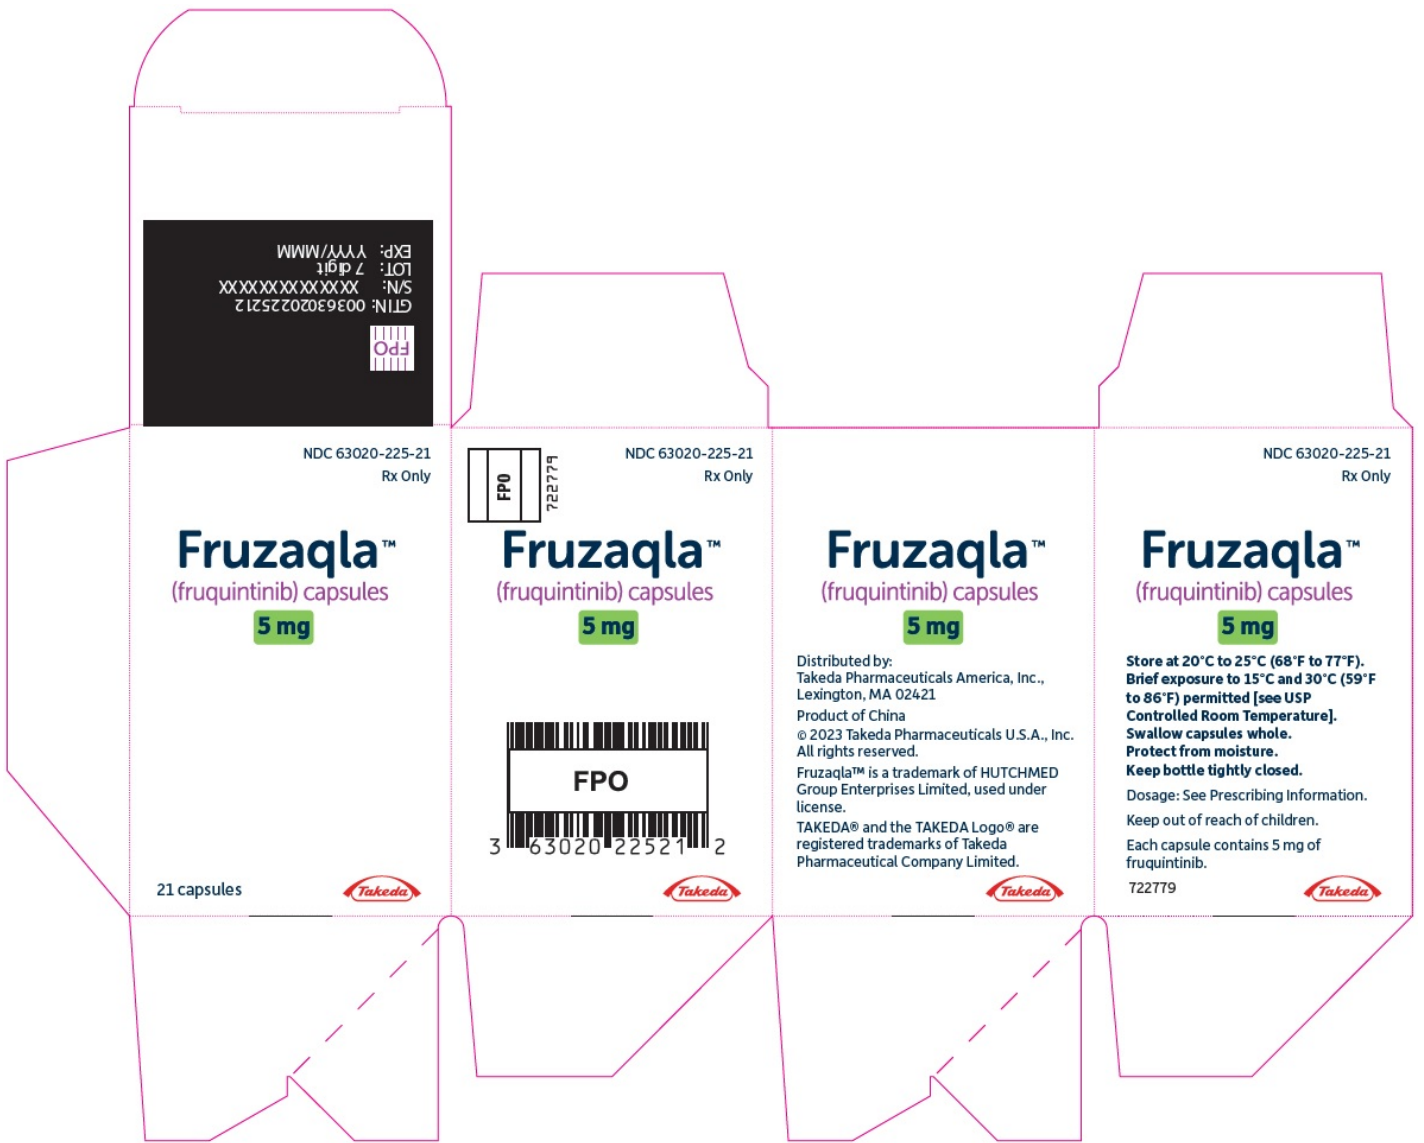 EXP: YYYY/MMM
LOT: 7 digit
S/N: XXXXXXXXXXXXXX
GTIN: 00363020225212
FPO
NDC 63020-225-21
Rx Only
Fruzaqla™
(fruquintinib) capsules
5 mg
21 capsules
Takeda
FPO
722779
NDC 63020-225-21
Rx Only
Fruzaqla™
(fruquintinib) capsules
5 mg
FPO
3 63020 22521 2
Takeda
Fruzaqla™
(fruquintinib) capsules
5 mg
Distributed by:
Takeda Pharmaceuticals America, Inc.,
Lexington, MA 02421
Product of China
© 2023 Takeda Pharmaceuticals U.S.A., Inc.
All rights reserved.
Fruzaqla™ is a trademark of HUTCHMED
Group Enterprises Limited, used under
license.
TAKEDA® and the TAKEDA Logo® are
registered trademarks of Takeda
Pharmaceutical Company Limited.
Takeda
NDC 63020-225-21
Rx Only
Fruzaqla™
(fruquintinib) capsules
5 mg
Store at 20°C to 25°C (68°F to 77°F).
Brief exposure to 15°C and 30°C (59°F
to 86°F) permitted [see USP
Controlled Room Temperature].
Swallow capsules whole.
Protect from moisture.
Keep bottle tightly closed.
Dosage: See Prescribing Information.
Keep out of reach of children.
Each capsule contains 5 mg of
fruquintinib.
722779
Takeda